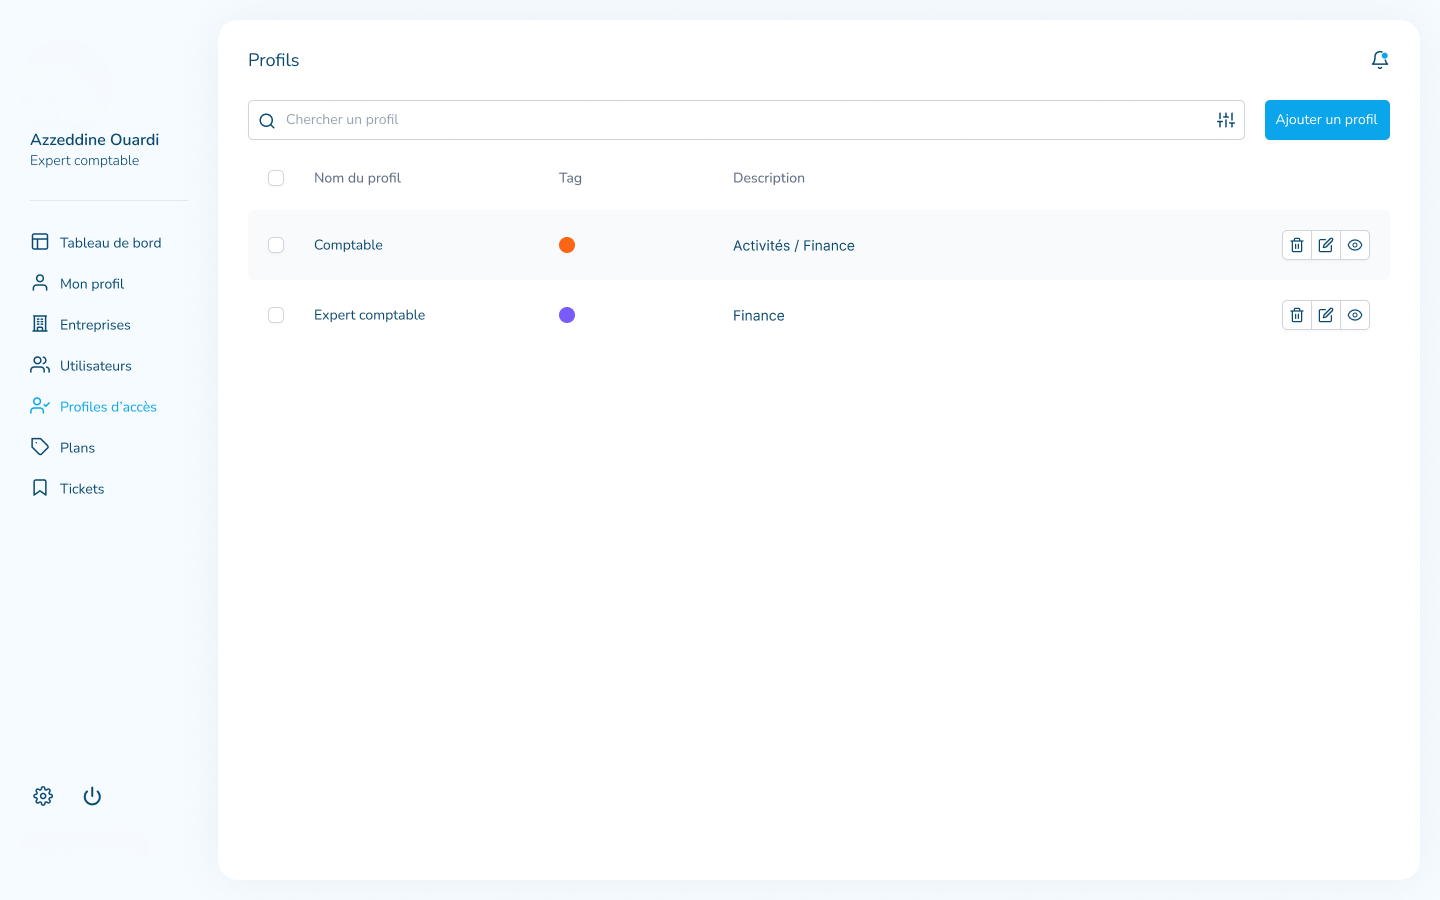 Azzeddine Ouardi
Expert comptable
Tableau de bord
Mon profil
Entreprises
Utilisateurs
Profiles d’accès
Plans
Tickets
Profils
Chercher un profil
Ajouter un profil
Nom du profil Tag Description
Comptable Activités / Finance
Expert comptable Finance